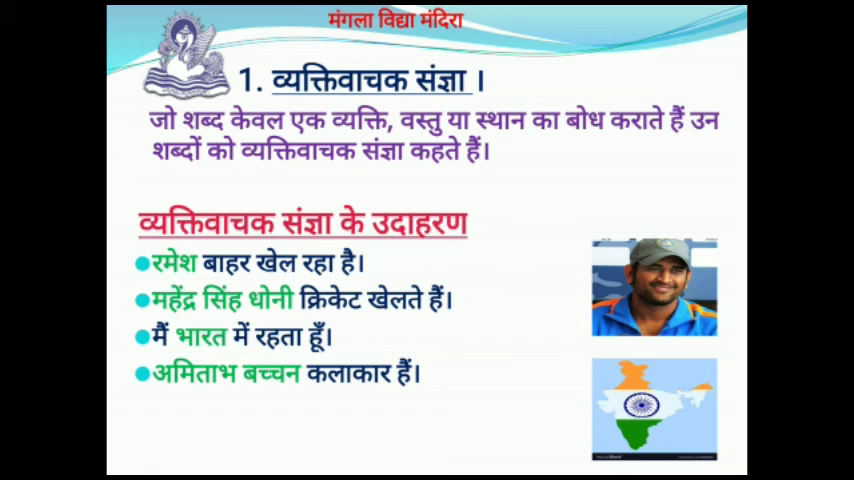 मंगला विद्या मंदिरा
1. व्यक्तिवाचक संज्ञा ।
जो शब्द केवल एक व्यक्ति, वस्तु या स्थान का बोध कराते हैं उन
शब्दों को व्यक्तिवाचक संज्ञा कहते हैं।
व्यक्तिवाचक संज्ञा के उदाहरण
रमेश बाहर खेल रहा है।
महेंद्र सिंह धोनी क्रिकेट खेलते हैं।
मैं भारत में रहता हूँ।
अमिताभ बच्चन कलाकार हैं।